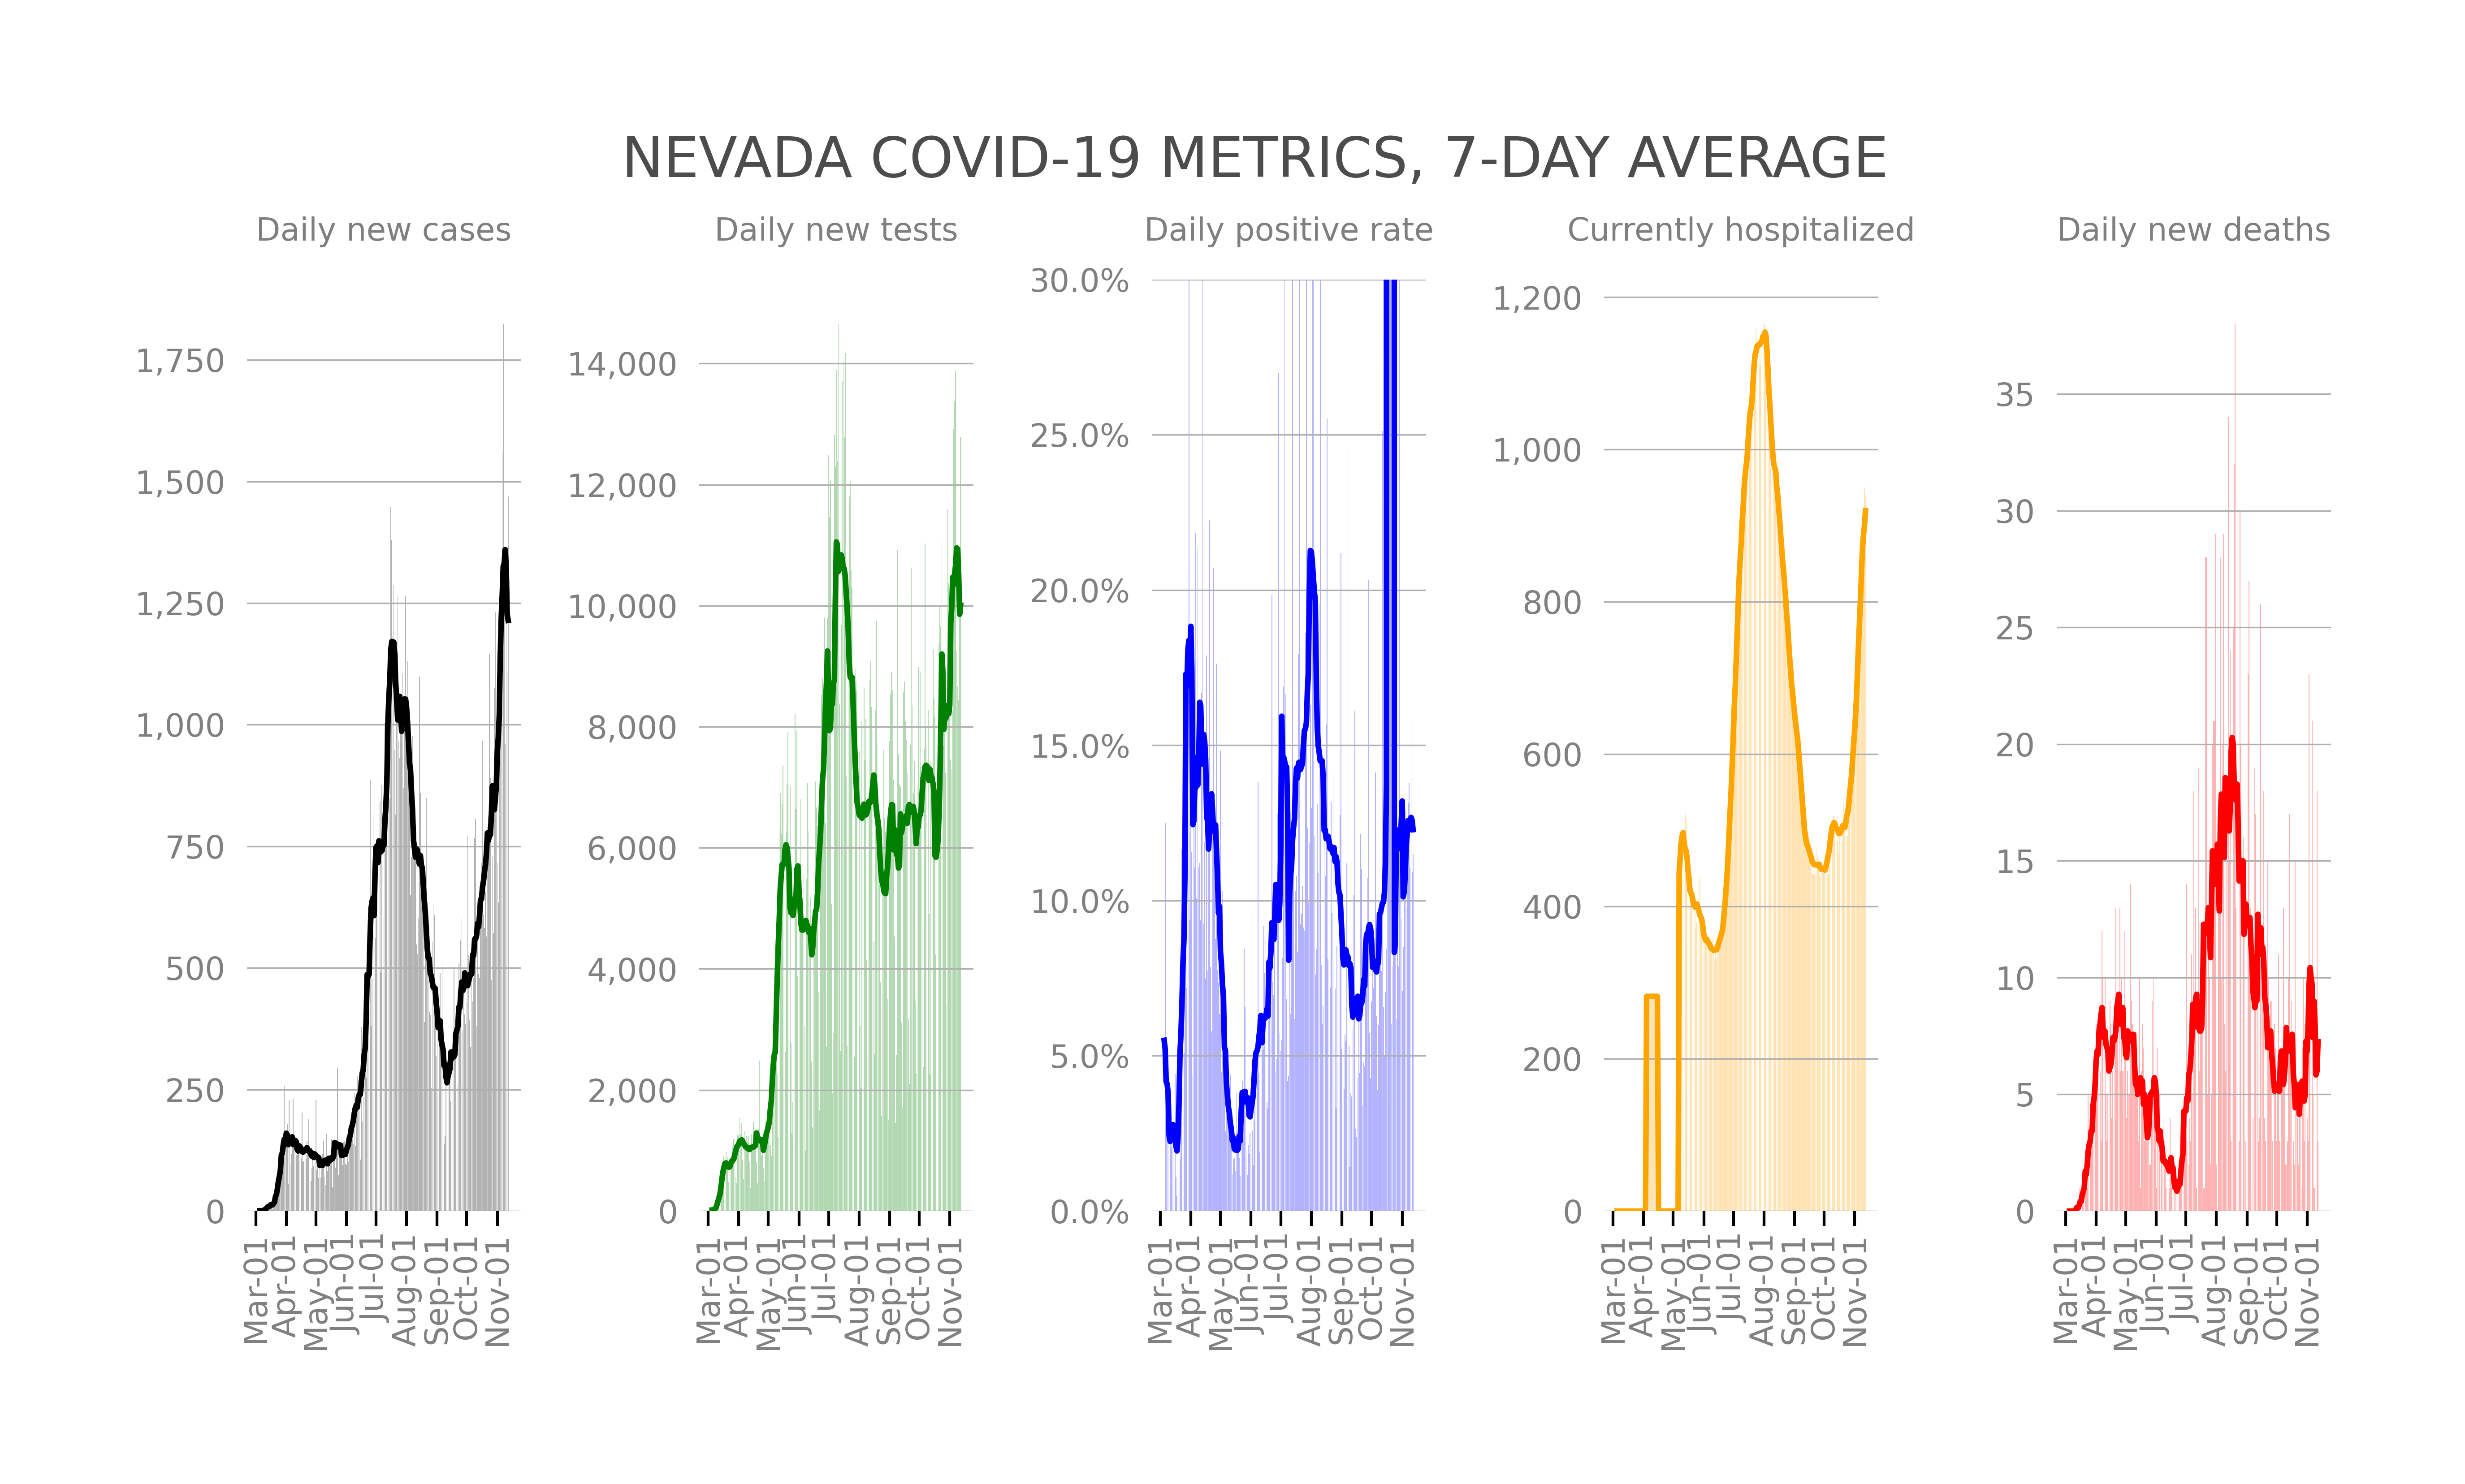 NEVADA COVID-19 METRICS, 7-DAY AVERAGE
Daily new cases
1,750
1,500
1,250
1,000
750
500
250
0
Mar-01
Apr-01
May-01
Jun-01
Jul-01
Aug-01
Sep-01
Oct-01
Nov-01
Daily new tests
14,000
12,000
10,000
8,000
6,000
4,000
2,000
0
Mar-01
Apr-01
May-01
Jun-01
Jul-01
Aug-01
Sep-01
Oct-01
Nov-01
Daily positive rate
30.0%
25.0%
20.0%
15.0%
10.0%
5.0%
0.0%
Mar-01
Apr-01
May-01
Jun-01
Jul-01
Aug-01
Sep-01
Oct-01
Nov-01
Currently hospitalized
1,200
1,000
800
600
400
200
0
Mar-01
Apr-01
May-01
Jun-01
Jul-01
Aug-01
Sep-01
Oct-01
Nov-01
Daily new deaths
35
30
25
20
15
10
5
0
Mar-01
Apr-01
May-01
Jun-01
Jul-01
Aug-01
Sep-01
Oct-01
Nov-01